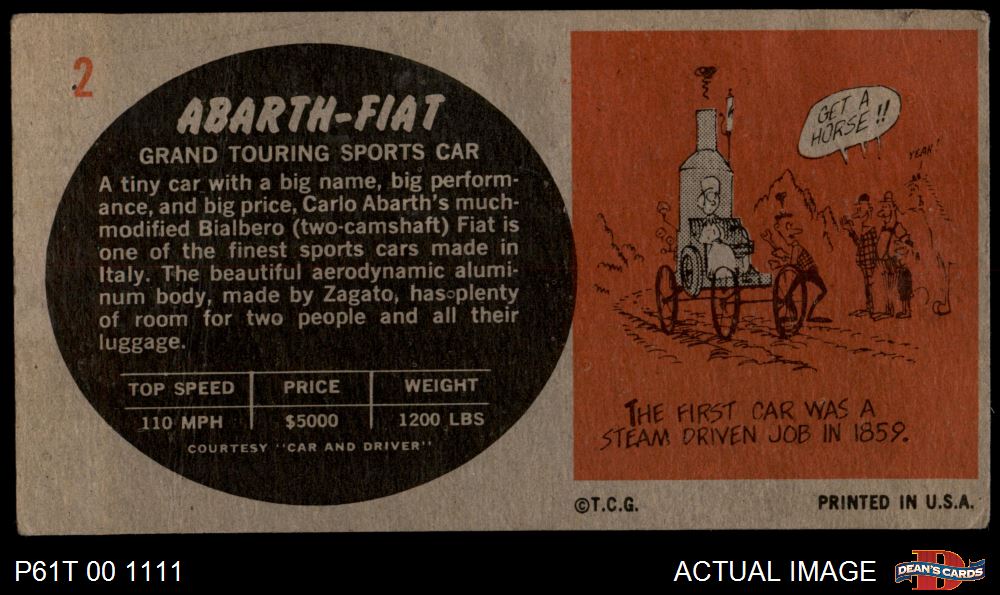 2
ABARTH-FIAT
GRAND TOURING SPORTS CAR
A tiny car with a big name, big perform-
ance, and big price, Carlo Abarth's much-
modified Bialbero (two-camshaft) Fiat is
one of the finest sports cars made in
Italy. The beautiful aerodynamic alumi-
num body, made by Zagato, has plenty
of room for two people and all their
luggage.
TOP SPEED PRICE WEIGHT
110 MPH $5000 1200 LBS
COURTESY "CAR AND DRIVER"
GET A
HORSE!!
YEAH!
THE FIRST CAR WAS A
STEAM DRIVEN JOB IN 1859.
©T.C.G. PRINTED IN U.S.A.
P61T 00 1111 ACTUAL IMAGE DEAN'S CARDS